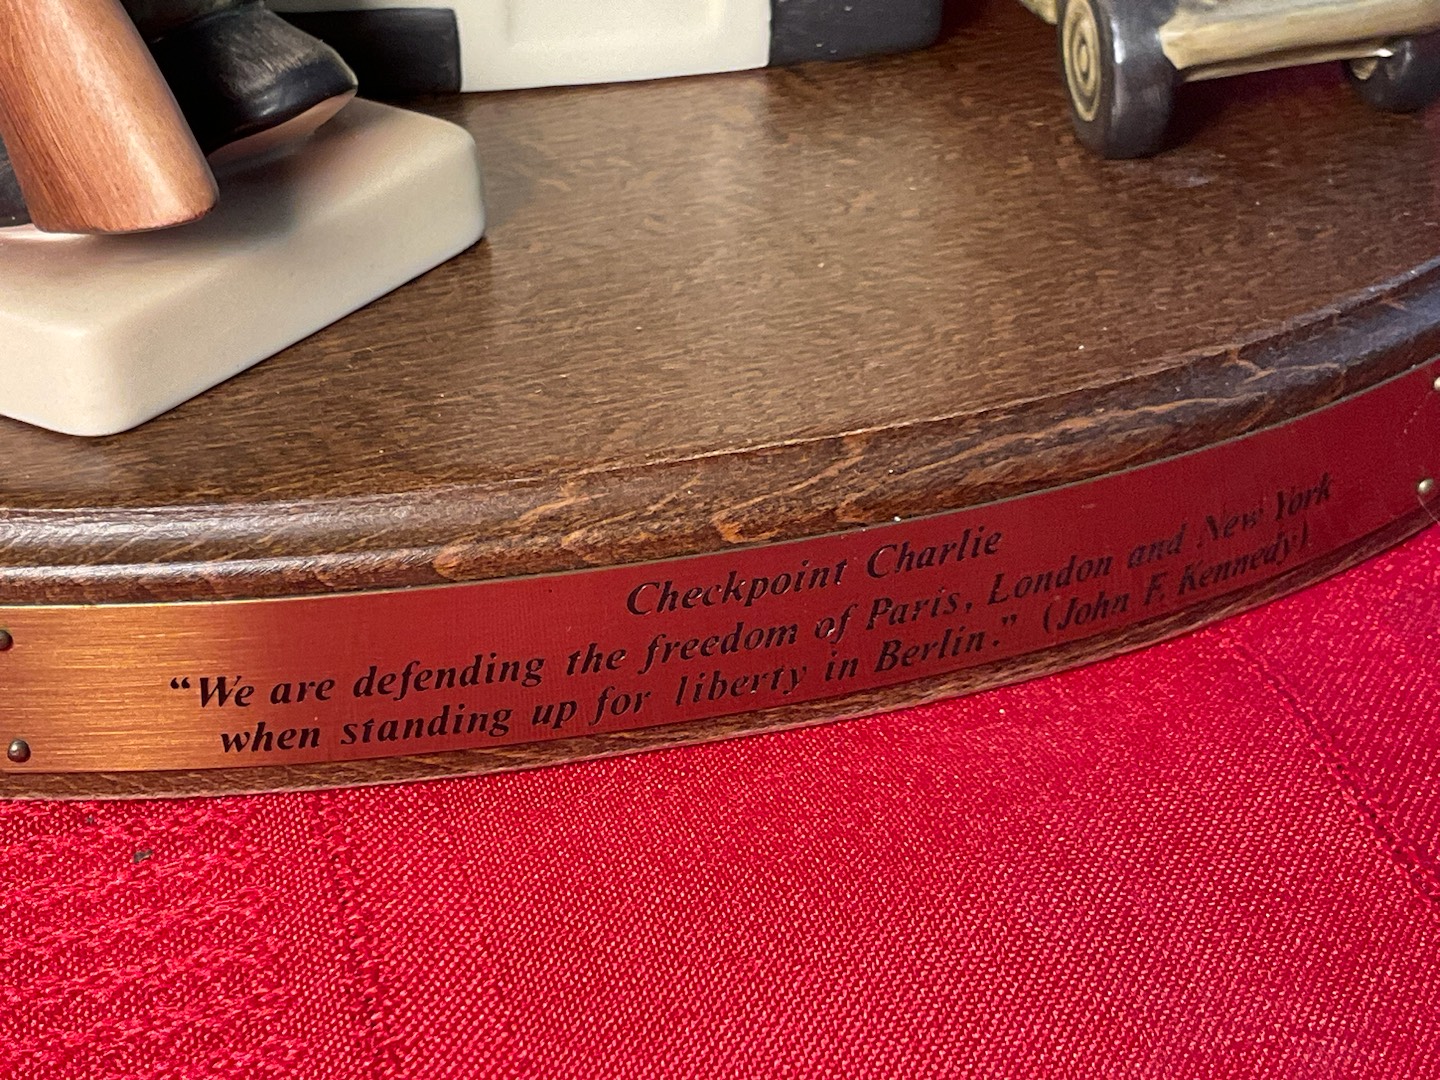 Checkpoint Charlie
“We are defending the freedom of Paris, London and New York
when standing up for liberty in Berlin.” (John F. Kennedy)